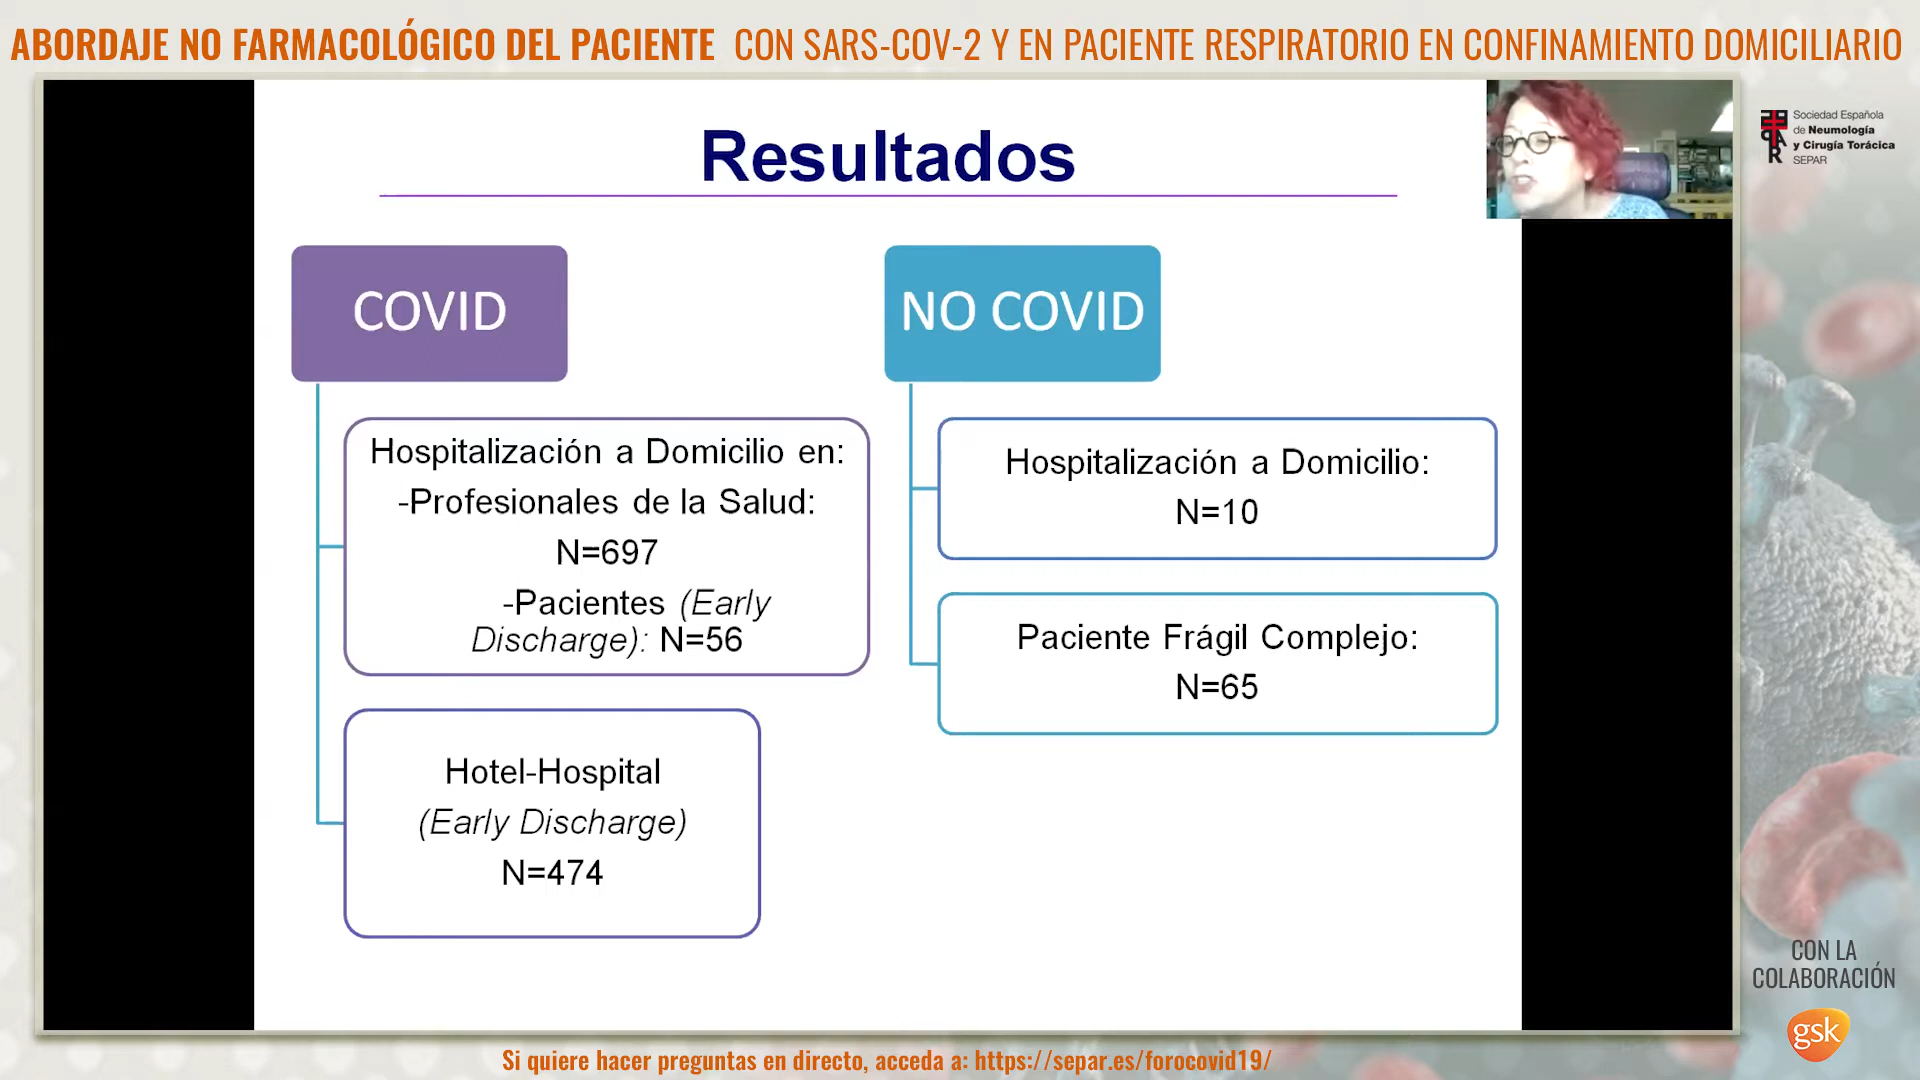 ABORDAJE NO FARMACOLÓGICO DEL PACIENTE CON SARS-COV-2 Y EN PACIENTE RESPIRATORIO EN CONFINAMIENTO DOMICILIARIO
Resultados
Sociedad Española
de Neumología
y Cirugía Torácica
SEPAR
COVID
Hospitalización a Domicilio en:
-Profesionales de la Salud:
N=697
-Pacientes (Early
Discharge): N=56
Hotel-Hospital
(Early Discharge)
N=474
NO COVID
Hospitalización a Domicilio:
N=10
Paciente Frágil Complejo:
N=65
CON LA
COLABORACIÓN
gsk
Si quiere hacer preguntas en directo, acceda a: https://separ.es/forocovid19/